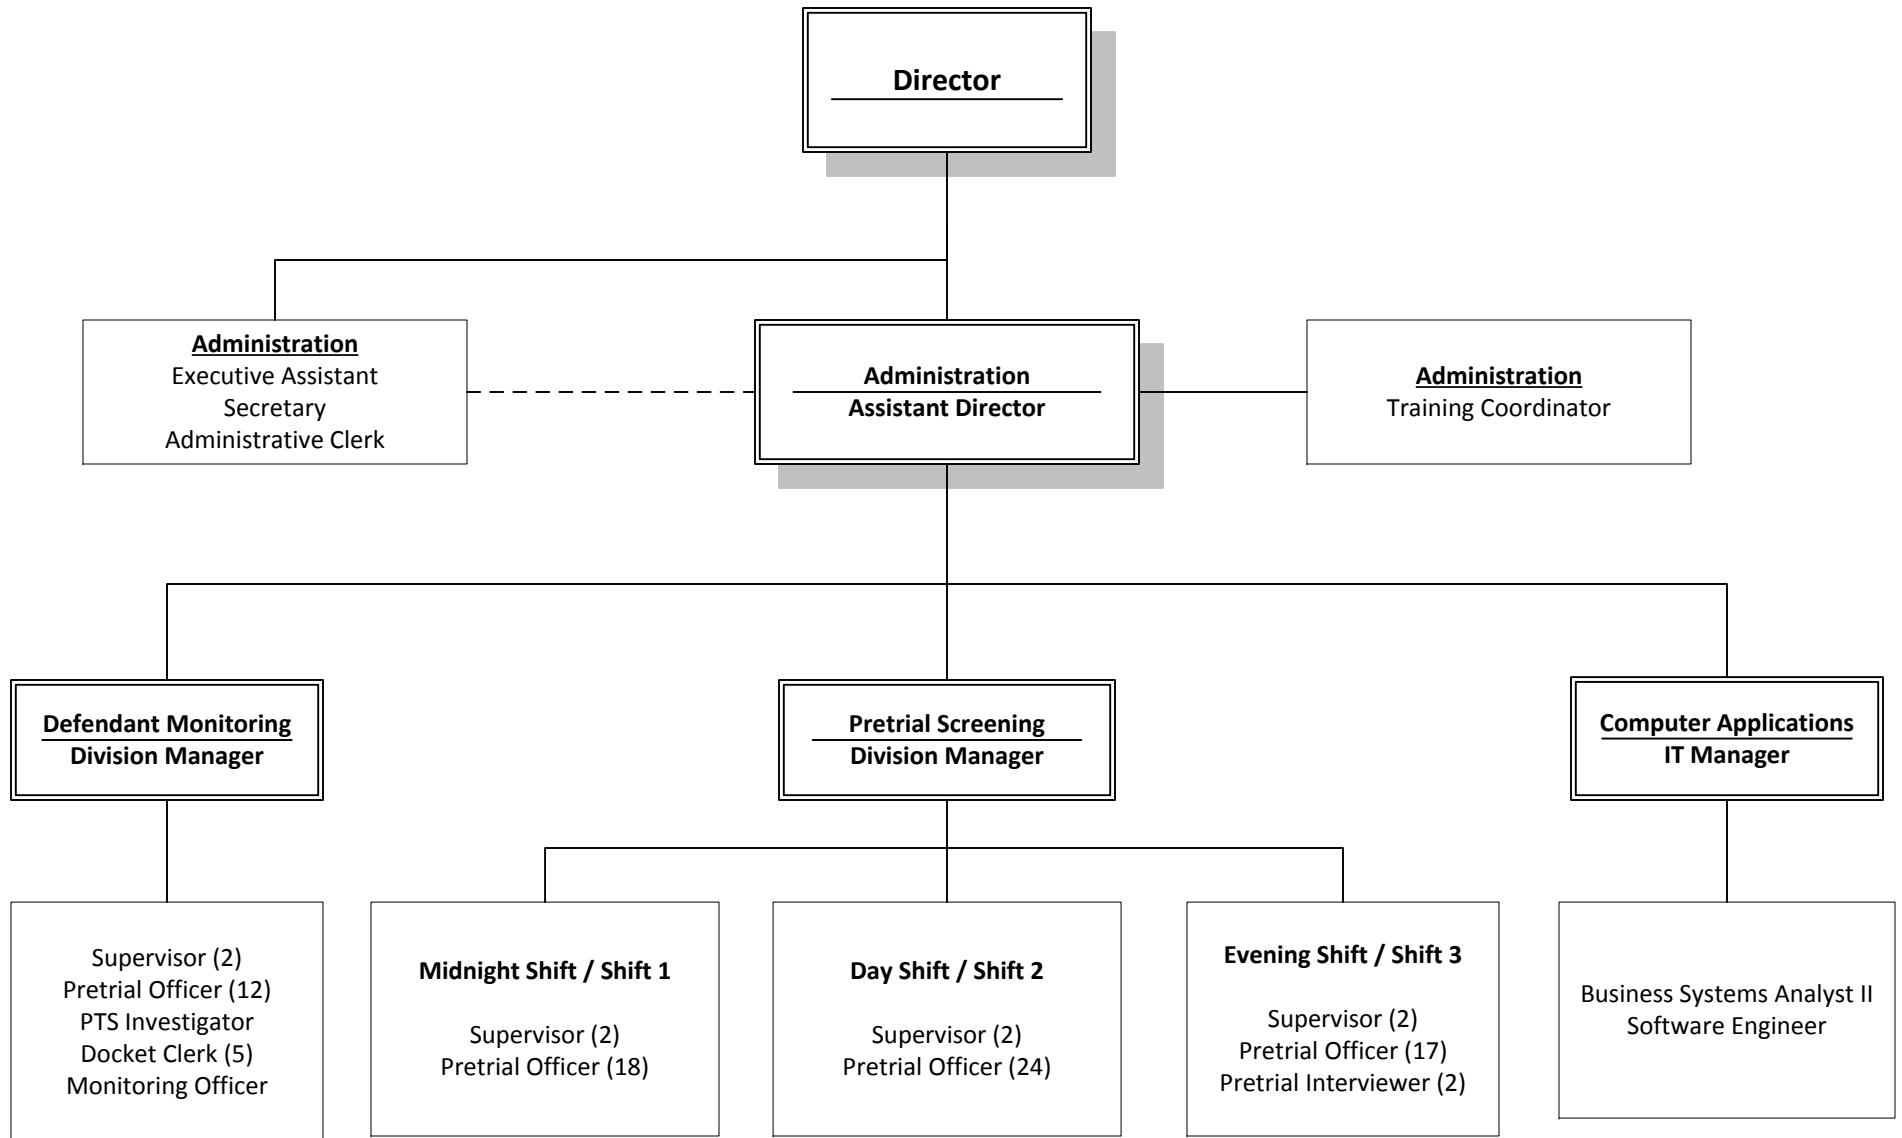 Director
Administration
Executive Assistant
Secretary
Administrative Clerk
Administration
Assistant Director
Administration
Training Coordinator
Defendant Monitoring
Division Manager
Pretrial Screening
Division Manager
Computer Applications
IT Manager
Supervisor (2)
Pretrial Officer (12)
PTS Investigator
Docket Clerk (5)
Monitoring Officer
Midnight Shift / Shift 1
Supervisor (2)
Pretrial Officer (18)
Day Shift / Shift 2
Supervisor (2)
Pretrial Officer (24)
Evening Shift / Shift 3
Supervisor (2)
Pretrial Officer (17)
Pretrial Interviewer (2)
Business Systems Analyst II
Software Engineer